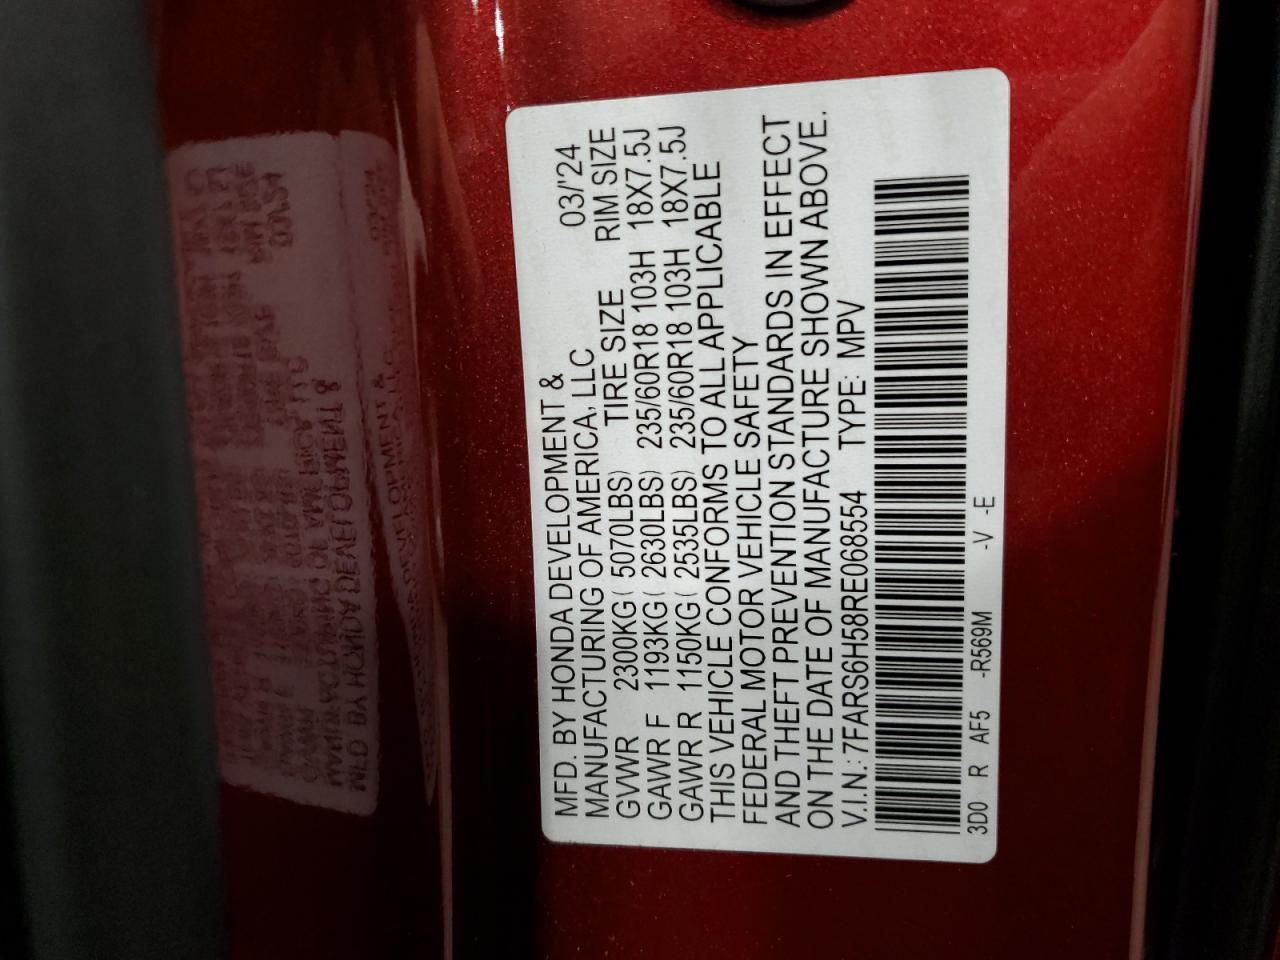 MFD. BY HONDA DEVELOPMENT &
MANUFACTURING OF AMERICA, LLC 03/'24
GVWR 2300KG( 5070LBS) TIRE SIZE RIM SIZE
GAWR F 1193KG( 2630LBS) 235/60R18 103H 18X7.5J
GAWR R 1150KG( 2535LBS) 235/60R18 103H 18X7.5J
THIS VEHICLE CONFORMS TO ALL APPLICABLE
FEDERAL MOTOR VEHICLE SAFETY
AND THEFT PREVENTION STANDARDS IN EFFECT
ON THE DATE OF MANUFACTURE SHOWN ABOVE.
V.I.N.: 7FARS6H58RE068554 TYPE: MPV
3D0 R AF5 -R569M -V -E